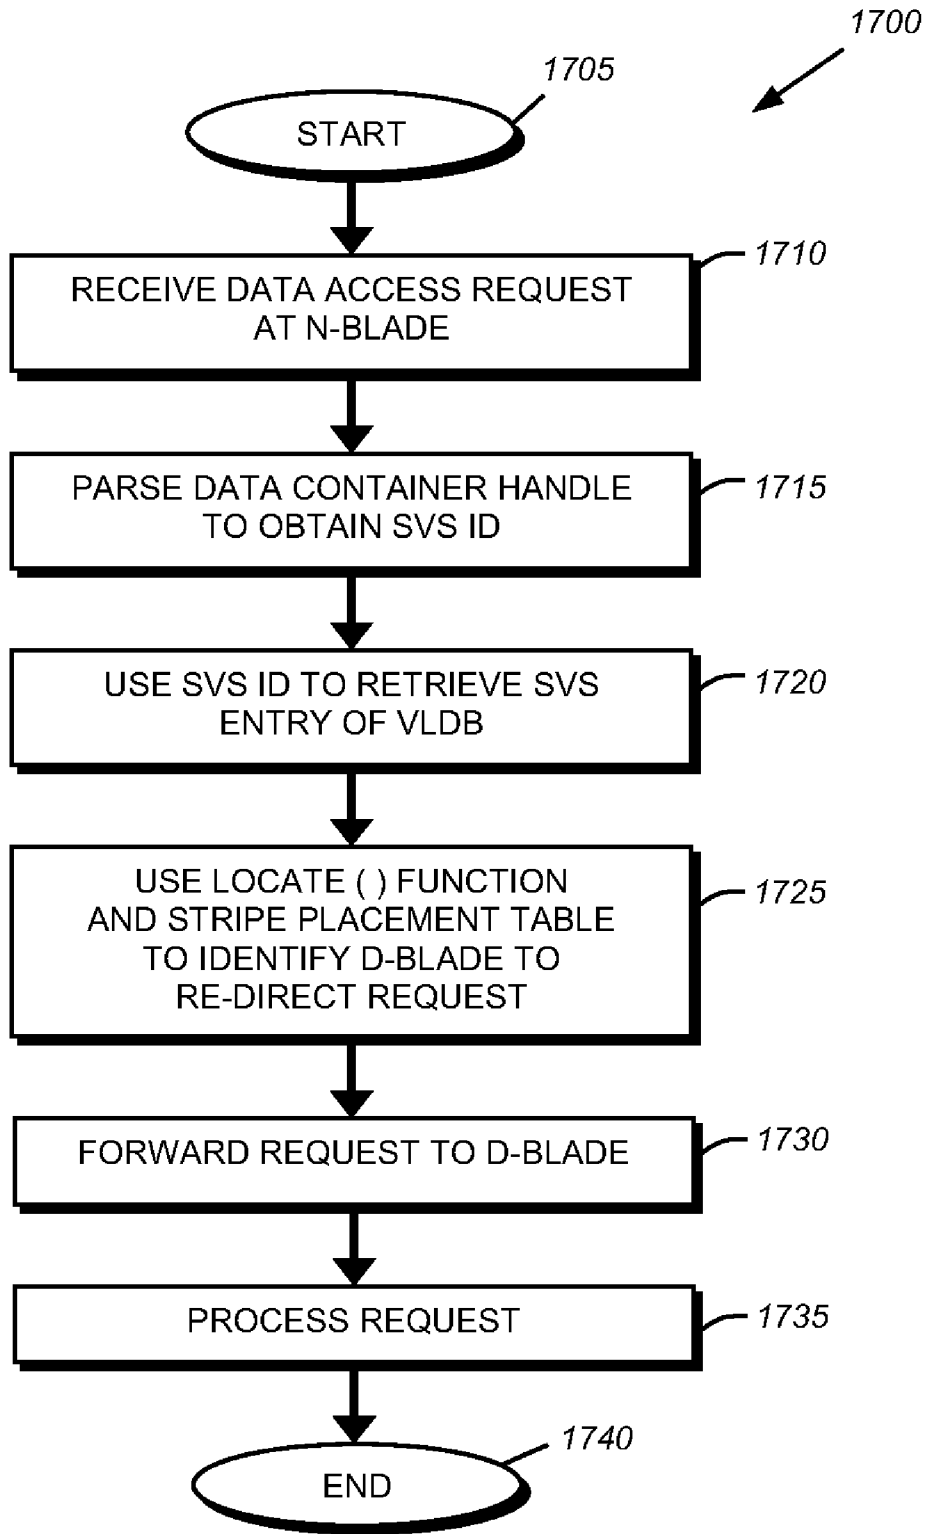 1700
1705
START
1710
RECEIVE DATA ACCESS REQUEST
AT N-BLADE
1715
PARSE DATA CONTAINER HANDLE
TO OBTAIN SVS ID
1720
USE SVS ID TO RETRIEVE SVS
ENTRY OF VLDB
1725
USE LOCATE ( ) FUNCTION
AND STRIPE PLACEMENT TABLE
TO IDENTIFY D-BLADE TO
RE-DIRECT REQUEST
1730
FORWARD REQUEST TO D-BLADE
1735
PROCESS REQUEST
1740
END